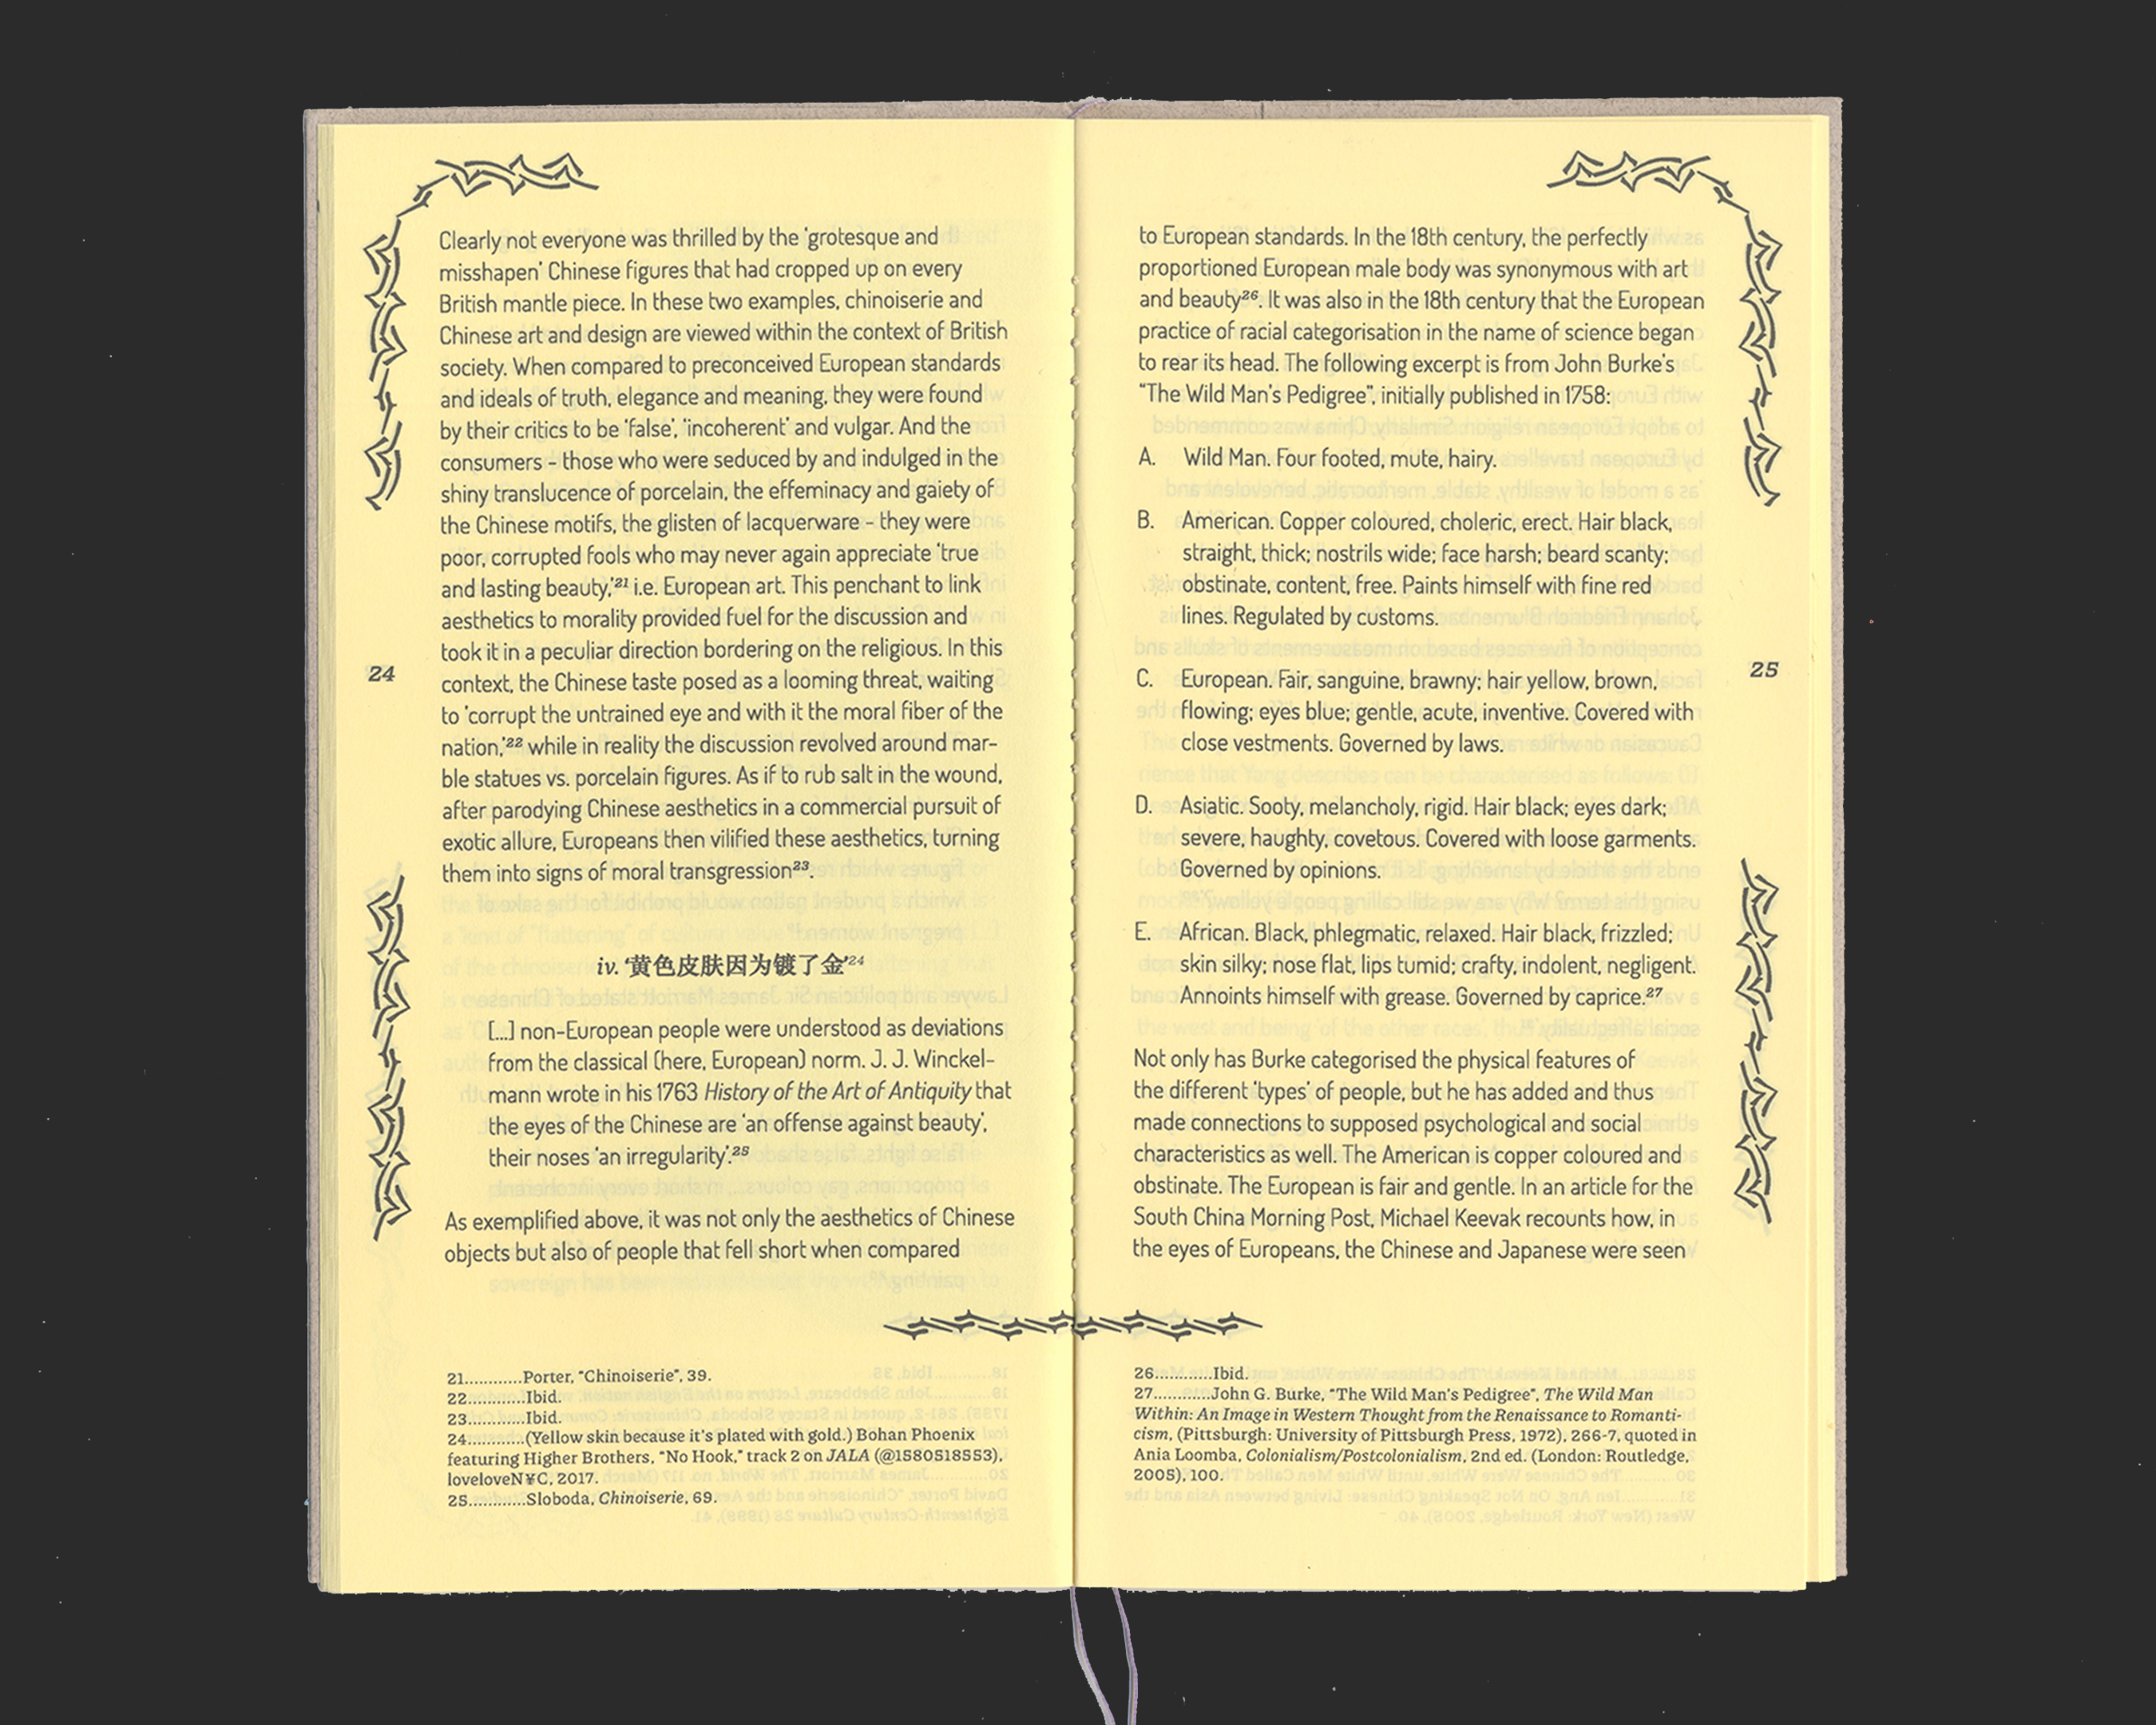 Clearly not everyone was thrilled by the ‘grotesque and
misshapen’ Chinese figures that had cropped up on every
British mantle piece. In these two examples, chinoiserie and
Chinese art and design are viewed within the context of British
society. When compared to preconceived European standards
and ideals of truth, elegance and meaning, they were found
by their critics to be ‘false’, ‘incoherent’ and vulgar. And the
consumers – those who were seduced by and indulged in the
shiny translucence of porcelain, the effeminacy and gaiety of
the Chinese motifs, the glisten of lacquerware – they were
poor, corrupted fools who may never again appreciate ‘true
and lasting beauty,’²¹ i.e. European art. This penchant to link
aesthetics to morality provided fuel for the discussion and
took it in a peculiar direction bordering on the religious. In this
24
context, the Chinese taste posed as a looming threat, waiting
to ‘corrupt the untrained eye and with it the moral fiber of the
nation,’²² while in reality the discussion revolved around mar-
ble statues vs. porcelain figures. As if to rub salt in the wound,
after parodying Chinese aesthetics in a commercial pursuit of
exotic allure, Europeans then vilified these aesthetics, turning
them into signs of moral transgression²³.
iv. ‘黄色皮肤因为镀了金’²⁴
[...] non-European people were understood as deviations
from the classical (here, European) norm. J. J. Winckel-
mann wrote in his 1763 History of the Art of Antiquity that
the eyes of the Chinese are ‘an offense against beauty’,
their noses ‘an irregularity’.²⁵
As exemplified above, it was not only the aesthetics of Chinese
objects but also of people that fell short when compared
21............Porter, “Chinoiserie”, 39.
22............Ibid.
23............Ibid.
24............(Yellow skin because it’s plated with gold.) Bohan Phoenix
featuring Higher Brothers, “No Hook,” track 2 on JALA (@1580518553),
loveloveN¥C, 2017.
25............Sloboda, Chinoiserie, 69.
to European standards. In the 18th century, the perfectly
proportioned European male body was synonymous with art
and beauty²⁶. It was also in the 18th century that the European
practice of racial categorisation in the name of science began
to rear its head. The following excerpt is from John Burke’s
“The Wild Man’s Pedigree”, initially published in 1758:
A. Wild Man. Four footed, mute, hairy.
B. American. Copper coloured, choleric, erect. Hair black,
straight, thick; nostrils wide; face harsh; beard scanty;
obstinate, content, free. Paints himself with fine red
lines. Regulated by customs.
25
C. European. Fair, sanguine, brawny; hair yellow, brown,
flowing; eyes blue; gentle, acute, inventive. Covered with
close vestments. Governed by laws.
D. Asiatic. Sooty, melancholy, rigid. Hair black; eyes dark;
severe, haughty, covetous. Covered with loose garments.
Governed by opinions.
E. African. Black, phlegmatic, relaxed. Hair black, frizzled;
skin silky; nose flat, lips tumid; crafty, indolent, negligent.
Annoints himself with grease. Governed by caprice.²⁷
Not only has Burke categorised the physical features of
the different ‘types’ of people, but he has added and thus
made connections to supposed psychological and social
characteristics as well. The American is copper coloured and
obstinate. The European is fair and gentle. In an article for the
South China Morning Post, Michael Keevak recounts how, in
the eyes of Europeans, the Chinese and Japanese were seen
26............Ibid.
27............John G. Burke, “The Wild Man’s Pedigree”, The Wild Man
Within: An Image in Western Thought from the Renaissance to Romanti-
cism, (Pittsburgh: University of Pittsburgh Press, 1972), 266-7, quoted in
Ania Loomba, Colonialism/Postcolonialism, 2nd ed. (London: Routledge,
2005), 100.